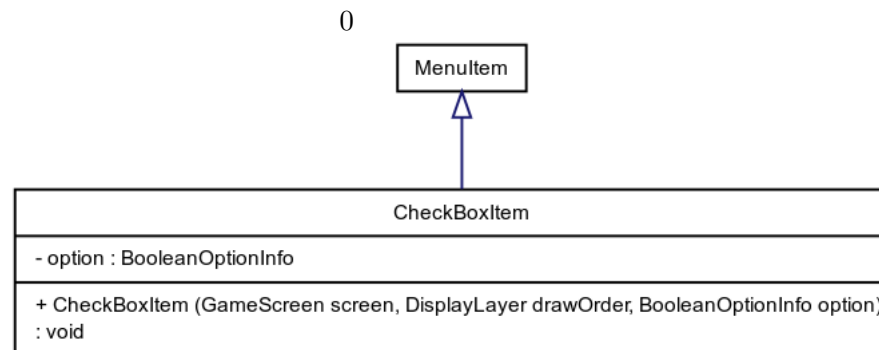 0
MenuItem
CheckBoxItem
- option : BooleanOptionInfo
+ CheckBoxItem (GameScreen screen, DisplayLayer drawOrder, BooleanOptionInfo option)
: void